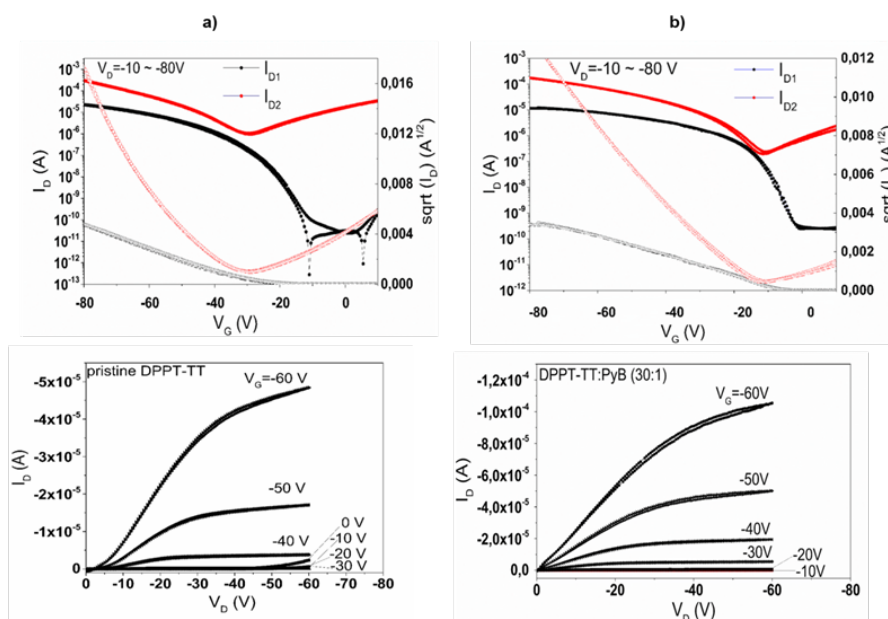 a)
b)
V_D=-10 ~ -80V
I_D1
I_D2
10^-3
10^-4
10^-5
10^-6
10^-7
10^-8
10^-9
10^-10
10^-11
10^-12
10^-13
I_D (A)
0,016
0,012
0,008
0,004
0,000
sqrt (I_D) (A^1/2)
-80
-60
-40
-20
0
V_G (V)
V_D=-10 ~ -80 V
I_D1
I_D2
10^-3
10^-4
10^-5
10^-6
10^-7
10^-8
10^-9
10^-10
10^-11
10^-12
I_D (A)
0,012
0,010
0,008
0,006
0,004
0,002
0,000
sqrt (I_) (A^1/2)
-80
-60
-40
-20
0
V_G (V)
pristine DPPT-TT
V_G=-60 V
-50 V
-40 V
0 V
-10 V
-20 V
-30 V
-5x10^-5
-4x10^-5
-3x10^-5
-2x10^-5
-1x10^-5
0
I_D (A)
0
-10
-20
-30
-40
-50
-60
-70
-80
V_D (V)
DPPT-TT:PyB (30:1)
V_G=-60V
-50V
-40V
-30V
-20V
-10V
-1,2x10^-4
-1,0x10^-4
-8,0x10^-5
-6,0x10^-5
-4,0x10^-5
-2,0x10^-5
0,0
I_D (A)
0
-20
-40
-60
-80
V_D (V)